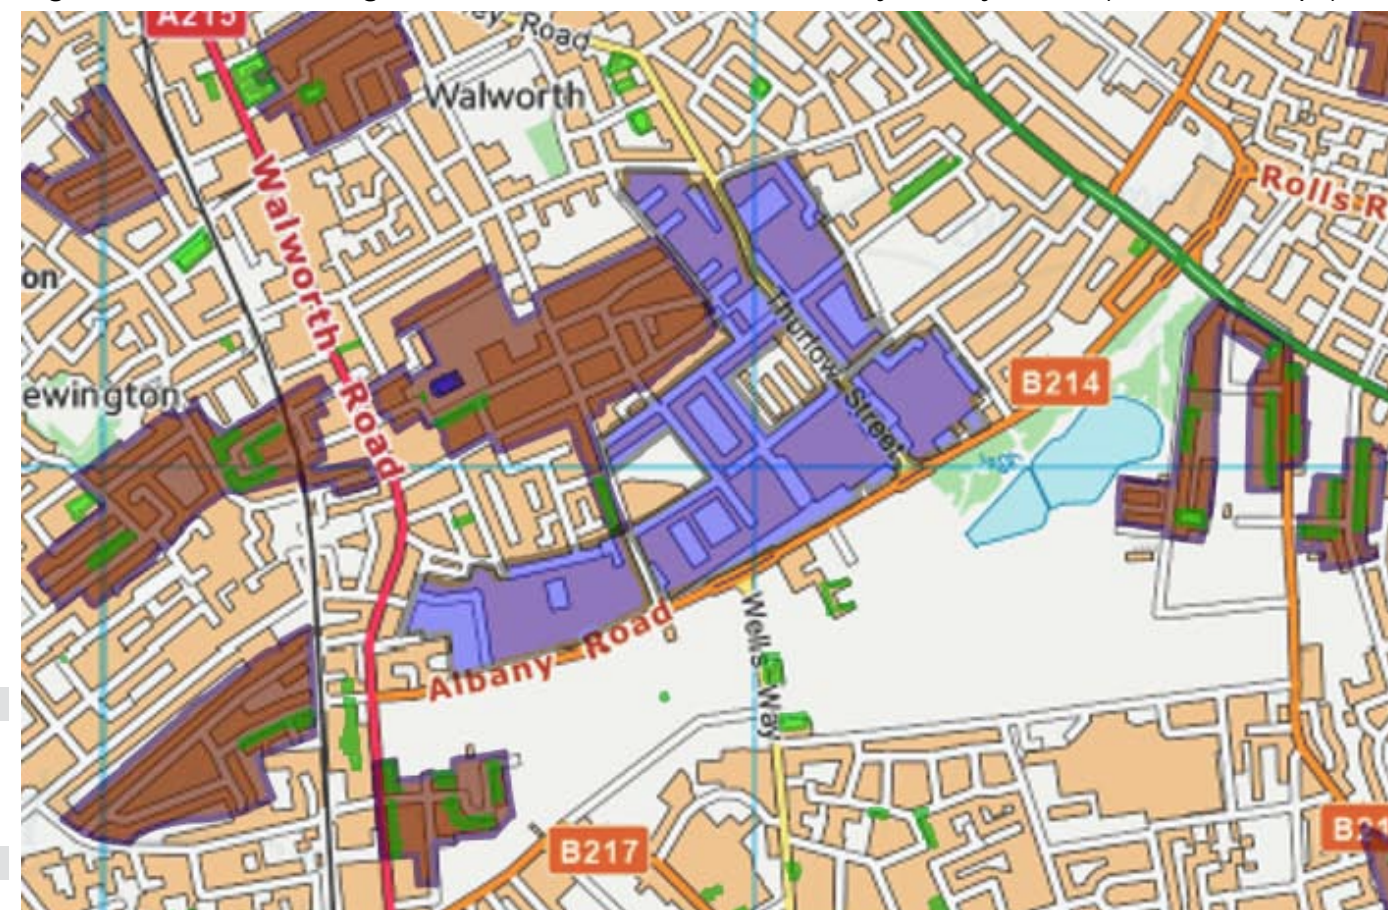 A215
Road
Walworth
Rolls R
on
Walworth Road
Thurlow Street
B214
ewington
Albany Road
Wells Way
B217